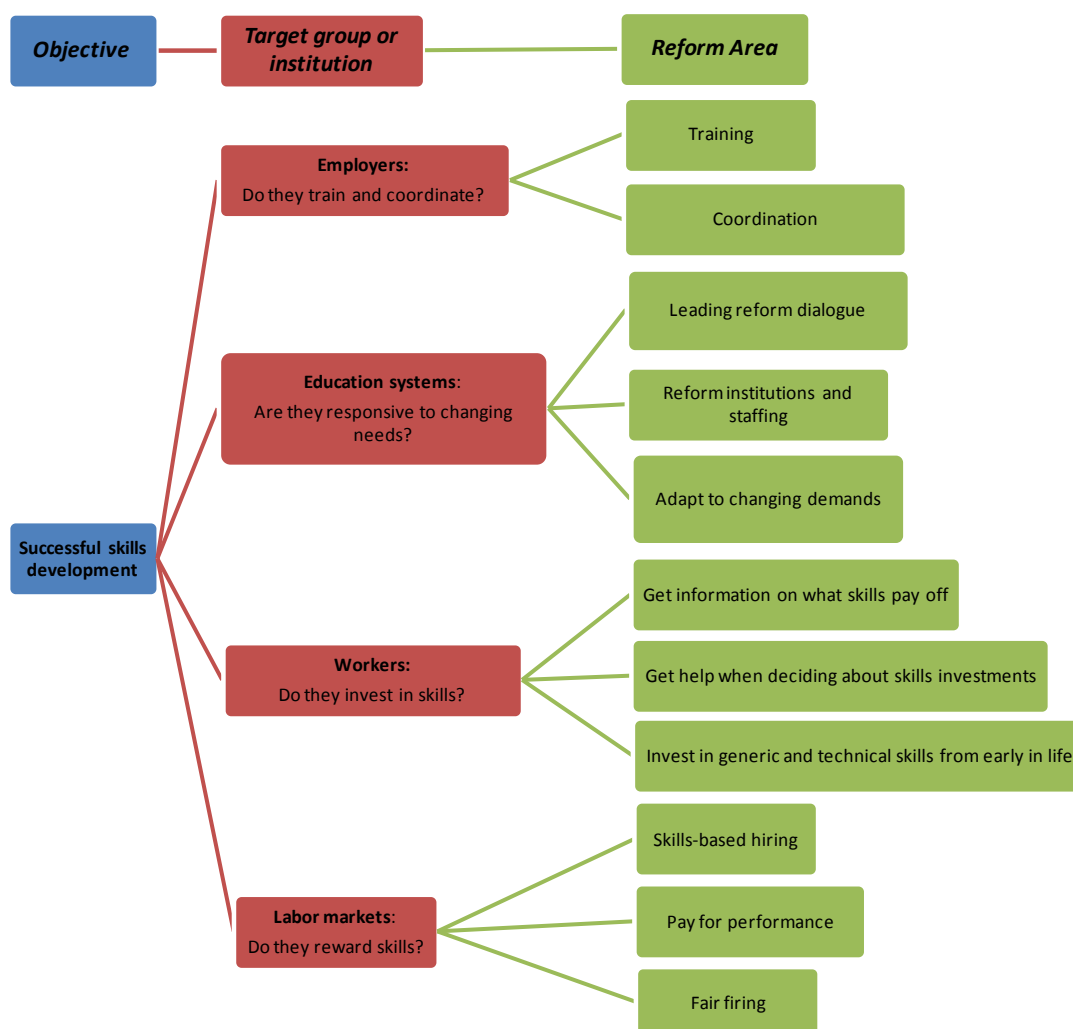 Objective
Target group or
institution
Reform Area
Training
Employers:
Do they train and coordinate?
Coordination
Leading reform dialogue
Education systems:
Are they responsive to changing
needs?
Reform institutions and
staffing
Adapt to changing demands
Successful skills
development
Get information on what skills pay off
Workers:
Do they invest in skills?
Get help when deciding about skills investments
Invest in generic and technical skills from early in life
Skills-based hiring
Labor markets:
Do they reward skills?
Pay for performance
Fair firing